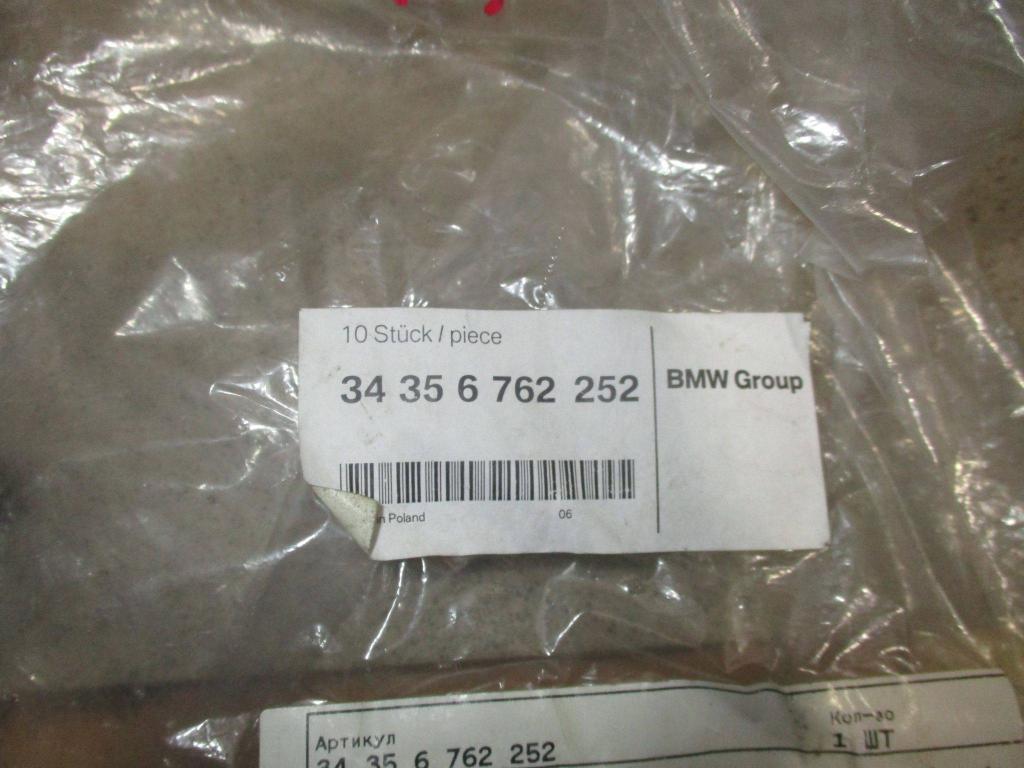 10 Stück / piece
34 35 6 762 252
BMW Group
in Poland
06
Артикул
Кол-во
34 35 6 762 252
1 ШТ